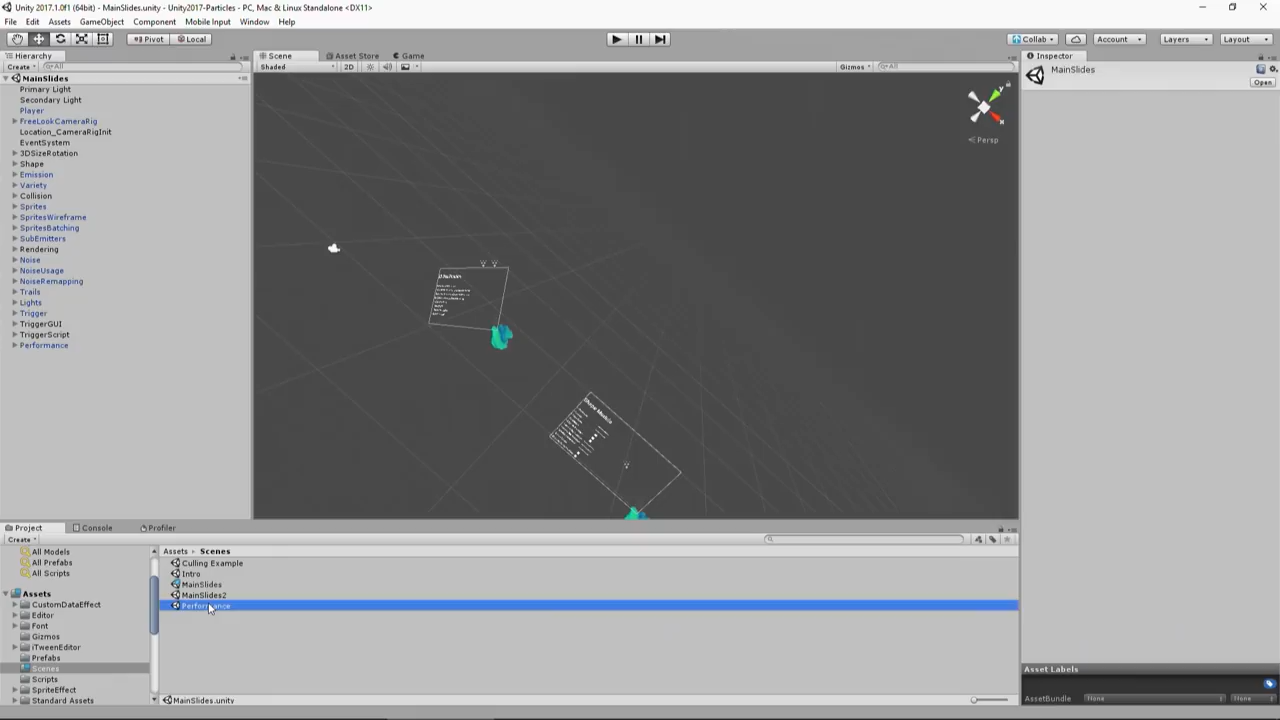 Unity 2017.1.0f1 (64bit) - MainSlides.unity - Unity2017-Particles - PC, Mac & Linux Standalone <DX11>
File Edit Assets GameObject Component Mobile Input Window Help
Pivot Local Collab Account Layers Layout
Hierarchy
Create All
MainSlides
Primary Light
Secondary Light
Player
FreeLookCameraRig
Location_CameraRigInit
EventSystem
3DSizeRotation
Shape
Emission
Variety
Collision
Sprites
SpritesWireframe
SpritesBatching
SubEmitters
Rendering
Noise
NoiseUsage
NoiseRemapping
Trails
Lights
Trigger
TriggerGUI
TriggerScript
Performance
Scene Asset Store Game
Shaded 2D Gizmos All
y
x
Persp
Shape Module
Inspector
MainSlides
Open
Project Console Profiler
Create
All Models
All Prefabs
All Scripts
Assets
CustomDataEffect
Editor
Font
Gizmos
iTweenEditor
Prefabs
Scenes
Scripts
SpriteEffect
Standard Assets
Assets Scenes
Culling Example
Intro
MainSlides
MainSlides2
Performance
MainSlides.unity
Asset Labels
AssetBundle None None